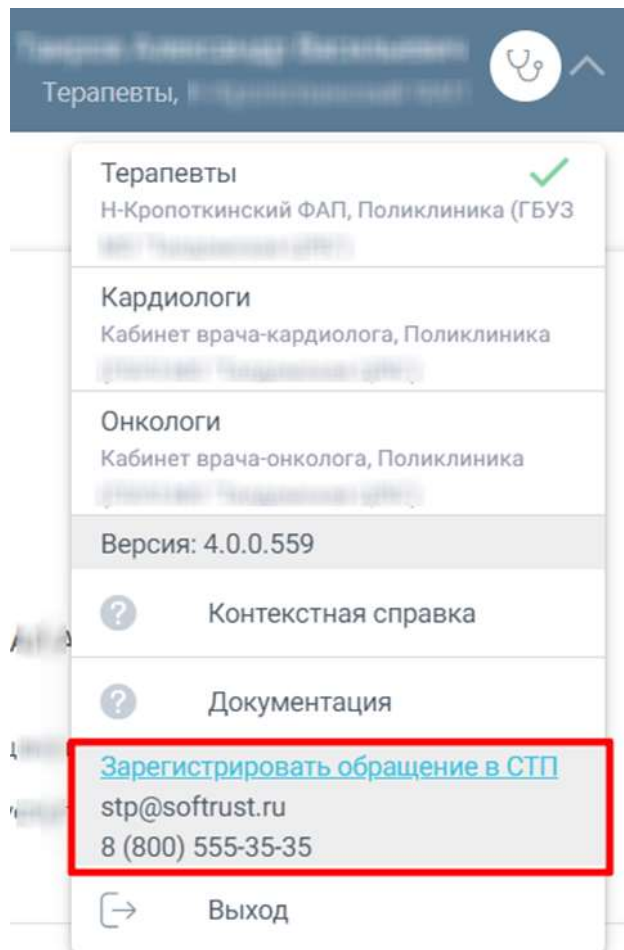 Терапевты,
Терапевты
Н-Кропоткинский ФАП, Поликлиника (ГБУЗ
Кардиологи
Кабинет врача-кардиолога, Поликлиника
Онкологи
Кабинет врача-онколога, Поликлиника
Версия: 4.0.0.559
Контекстная справка
Документация
Зарегистрировать обращение в СТП
stp@softrust.ru
8 (800) 555-35-35
Выход